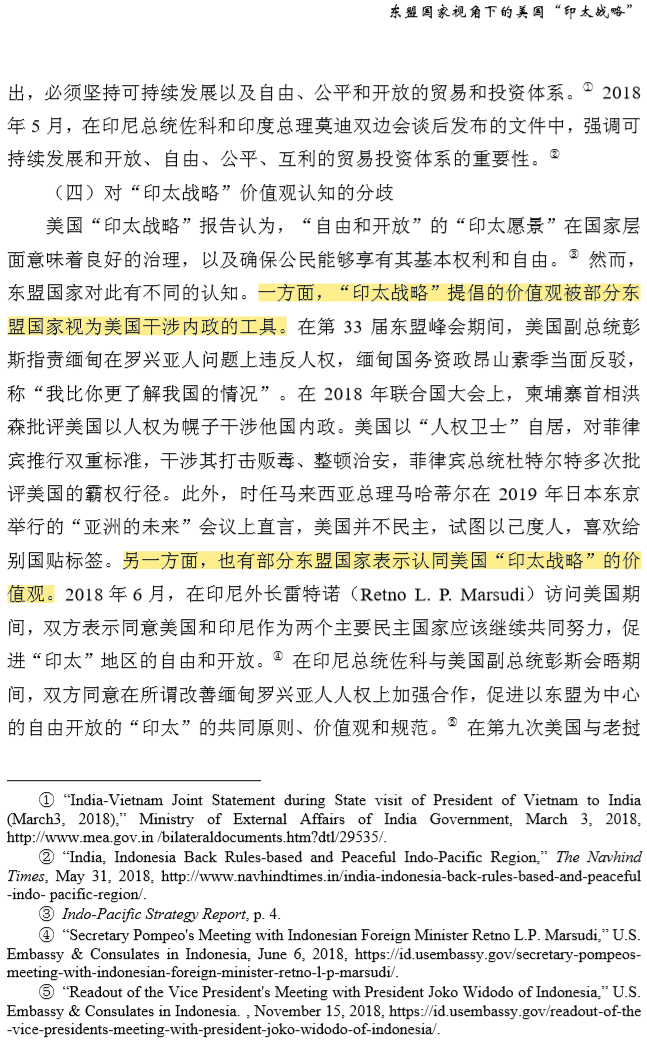 东盟国家视角下的美国“印太战略”
出，必须坚持可持续发展以及自由、公平和开放的贸易和投资体系。① 2018
年 5 月，在印尼总统佐科和印度总理莫迪双边会谈后发布的文件中，强调可
持续发展和开放、自由、公平、互利的贸易投资体系的重要性。②
（四）对“印太战略”价值观认知的分歧
美国“印太战略”报告认为，“自由和开放”的“印太愿景”在国家层
面意味着良好的治理，以及确保公民能够享有其基本权利和自由。③ 然而，
东盟国家对此有不同的认知。一方面，“印太战略”提倡的价值观被部分东
盟国家视为美国干涉内政的工具。在第 33 届东盟峰会期间，美国副总统彭
斯指责缅甸在罗兴亚人问题上违反人权，缅甸国务资政昂山素季当面反驳，
称“我比你更了解我国的情况”。在 2018 年联合国大会上，柬埔寨首相洪
森批评美国以人权为幌子干涉他国内政。美国以“人权卫士”自居，对菲律
宾推行双重标准，干涉其打击贩毒、整顿治安，菲律宾总统杜特尔特多次批
评美国的霸权行径。此外，时任马来西亚总理马哈蒂尔在 2019 年日本东京
举行的“亚洲的未来”会议上直言，美国并不民主，试图以己度人，喜欢给
别国贴标签。另一方面，也有部分东盟国家表示认同美国“印太战略”的价
值观。2018 年 6 月，在印尼外长雷特诺（Retno L. P. Marsudi）访问美国期
间，双方表示同意美国和印尼作为两个主要民主国家应该继续共同努力，促
进“印太”地区的自由和开放。④ 在印尼总统佐科与美国副总统彭斯会晤期
间，双方同意在所谓改善缅甸罗兴亚人人权上加强合作，促进以东盟为中心
的自由开放的“印太”的共同原则、价值观和规范。⑤ 在第九次美国与老挝
① “India-Vietnam Joint Statement during State visit of President of Vietnam to India
(March3, 2018),” Ministry of External Affairs of India Government, March 3, 2018,
http://www.mea.gov.in /bilateraldocuments.htm?dtl/29535/.
② “India, Indonesia Back Rules-based and Peaceful Indo-Pacific Region,” The Navhind
Times, May 31, 2018, http://www.navhindtimes.in/india-indonesia-back-rules-based-and-peaceful
-indo- pacific-region/.
③ Indo-Pacific Strategy Report, p. 4.
④ “Secretary Pompeo's Meeting with Indonesian Foreign Minister Retno L.P. Marsudi,” U.S.
Embassy & Consulates in Indonesia, June 6, 2018, https://id.usembassy.gov/secretary-pompeos-
meeting-with-indonesian-foreign-minister-retno-l-p-marsudi/.
⑤ “Readout of the Vice President's Meeting with President Joko Widodo of Indonesia,” U.S.
Embassy & Consulates in Indonesia. , November 15, 2018, https://id.usembassy.gov/readout-of-the
-vice-presidents-meeting-with-president-joko-widodo-of-indonesia/.